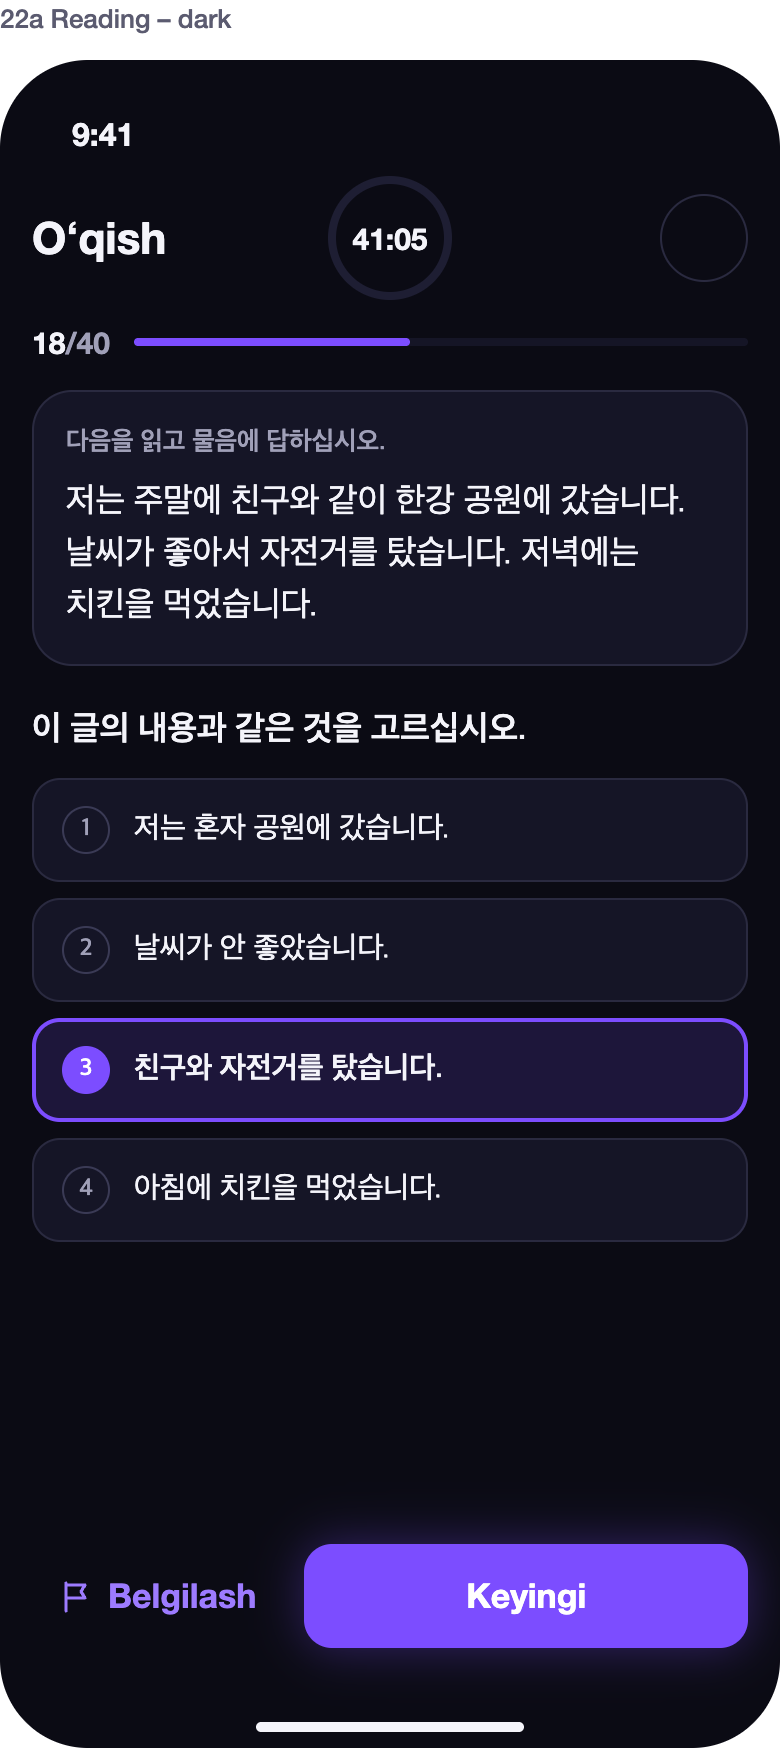 22a Reading – dark
9:41
Oʻqish
41:05
18/40
다음을 읽고 물음에 답하십시오.
저는 주말에 친구와 같이 한강 공원에 갔습니다.
날씨가 좋아서 자전거를 탔습니다. 저녁에는
치킨을 먹었습니다.
이 글의 내용과 같은 것을 고르십시오.
1 저는 혼자 공원에 갔습니다.
2 날씨가 안 좋았습니다.
3 친구와 자전거를 탔습니다.
4 아침에 치킨을 먹었습니다.
Belgilash
Keyingi